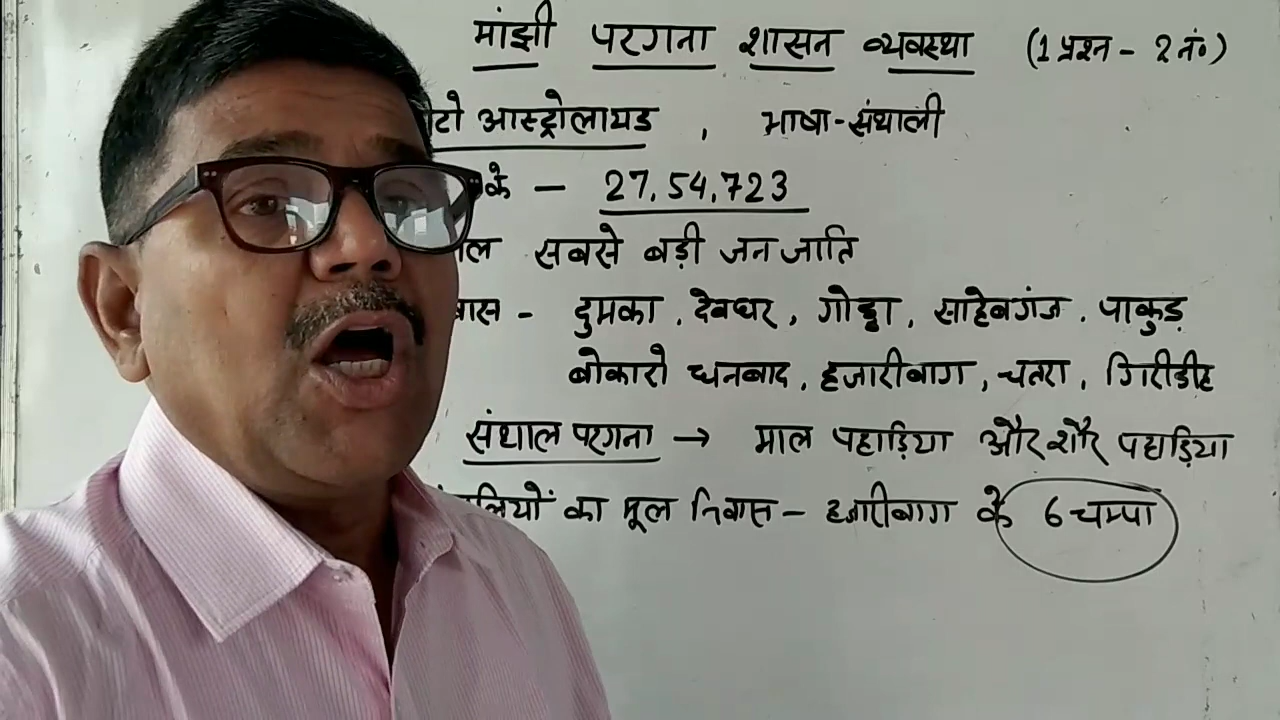 मांझी परगना शासन व्यवस्था (1 प्रश्न - 2 नं०)
टो आस्ट्रोलायड , भाषा-संथाली
के - 27,54,723
ल सबसे बड़ी जनजाति
वास - दुमका, देवघर, गोड्डा, साहेबगंज, पाकुड़
बोकारो धनबाद, हजारीबाग, चतरा, गिरीडीह
संथाल परगना → माल पहाड़िया और शौर पहाड़िया
लियों का मूल निवास - हजारीबाग के 6 चम्पा